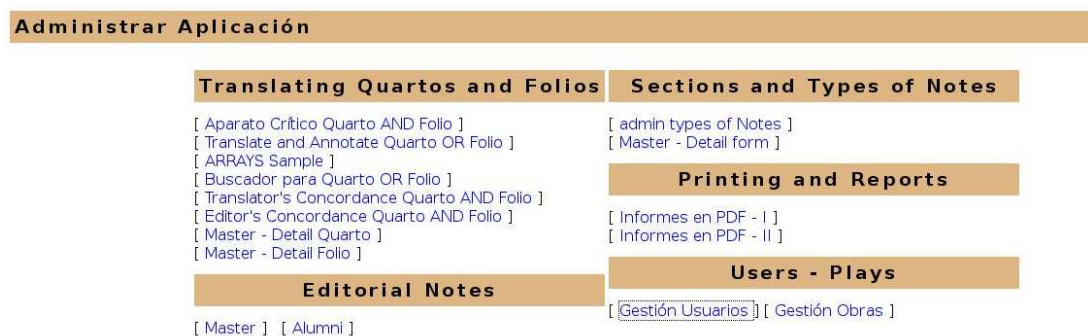 Administrar Aplicación
Translating Quartos and Folios
[ Aparato Crítico Quarto AND Folio ]
[ Translate and Annotate Quarto OR Folio ]
[ ARRAYS Sample ]
[ Buscador para Quarto OR Folio ]
[ Translator's Concordance Quarto AND Folio ]
[ Editor's Concordance Quarto AND Folio ]
[ Master - Detail Quarto ]
[ Master - Detail Folio ]
Editorial Notes
[ Master ] [ Alumni ]
Sections and Types of Notes
[ admin types of Notes ]
[ Master - Detail form ]
Printing and Reports
[ Informes en PDF - I ]
[ Informes en PDF - II ]
Users - Plays
[ Gestión Usuarios ] [ Gestión Obras ]